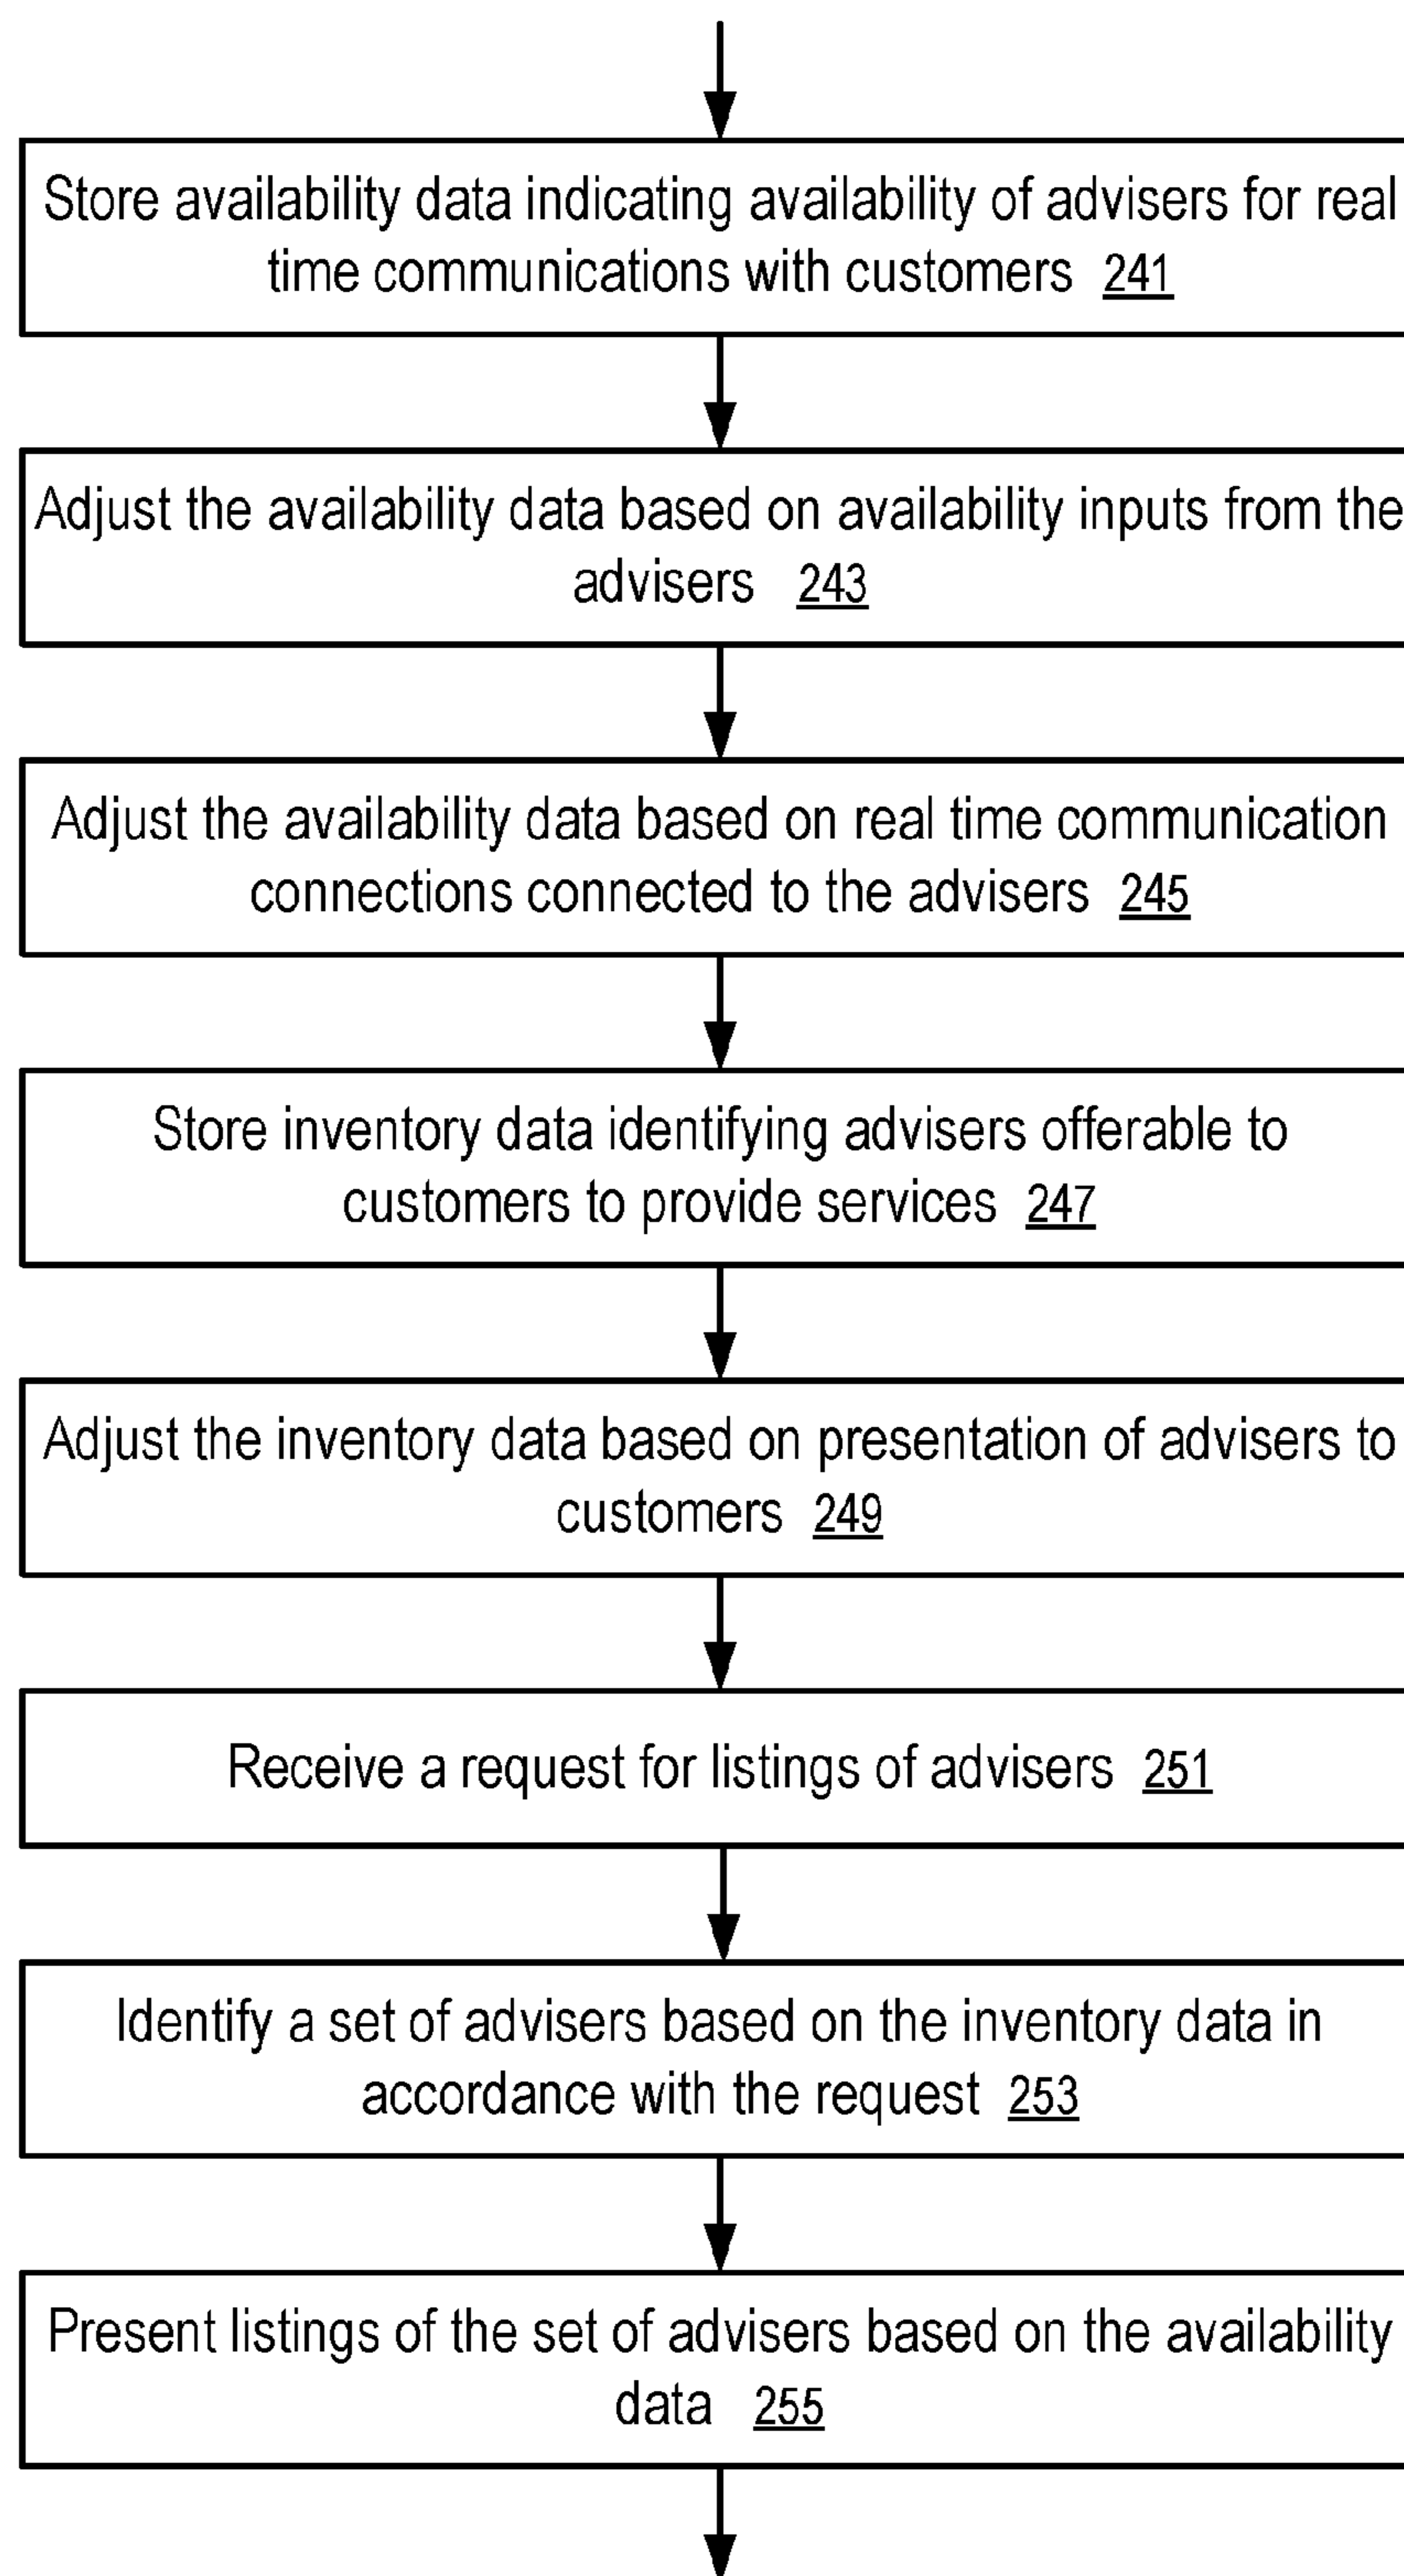 Store availability data indicating availability of advisers for real
time communications with customers 241
Adjust the availability data based on availability inputs from the
advisers 243
Adjust the availability data based on real time communication
connections connected to the advisers 245
Store inventory data identifying advisers offerable to
customers to provide services 247
Adjust the inventory data based on presentation of advisers to
customers 249
Receive a request for listings of advisers 251
Identify a set of advisers based on the inventory data in
accordance with the request 253
Present listings of the set of advisers based on the availability
data 255